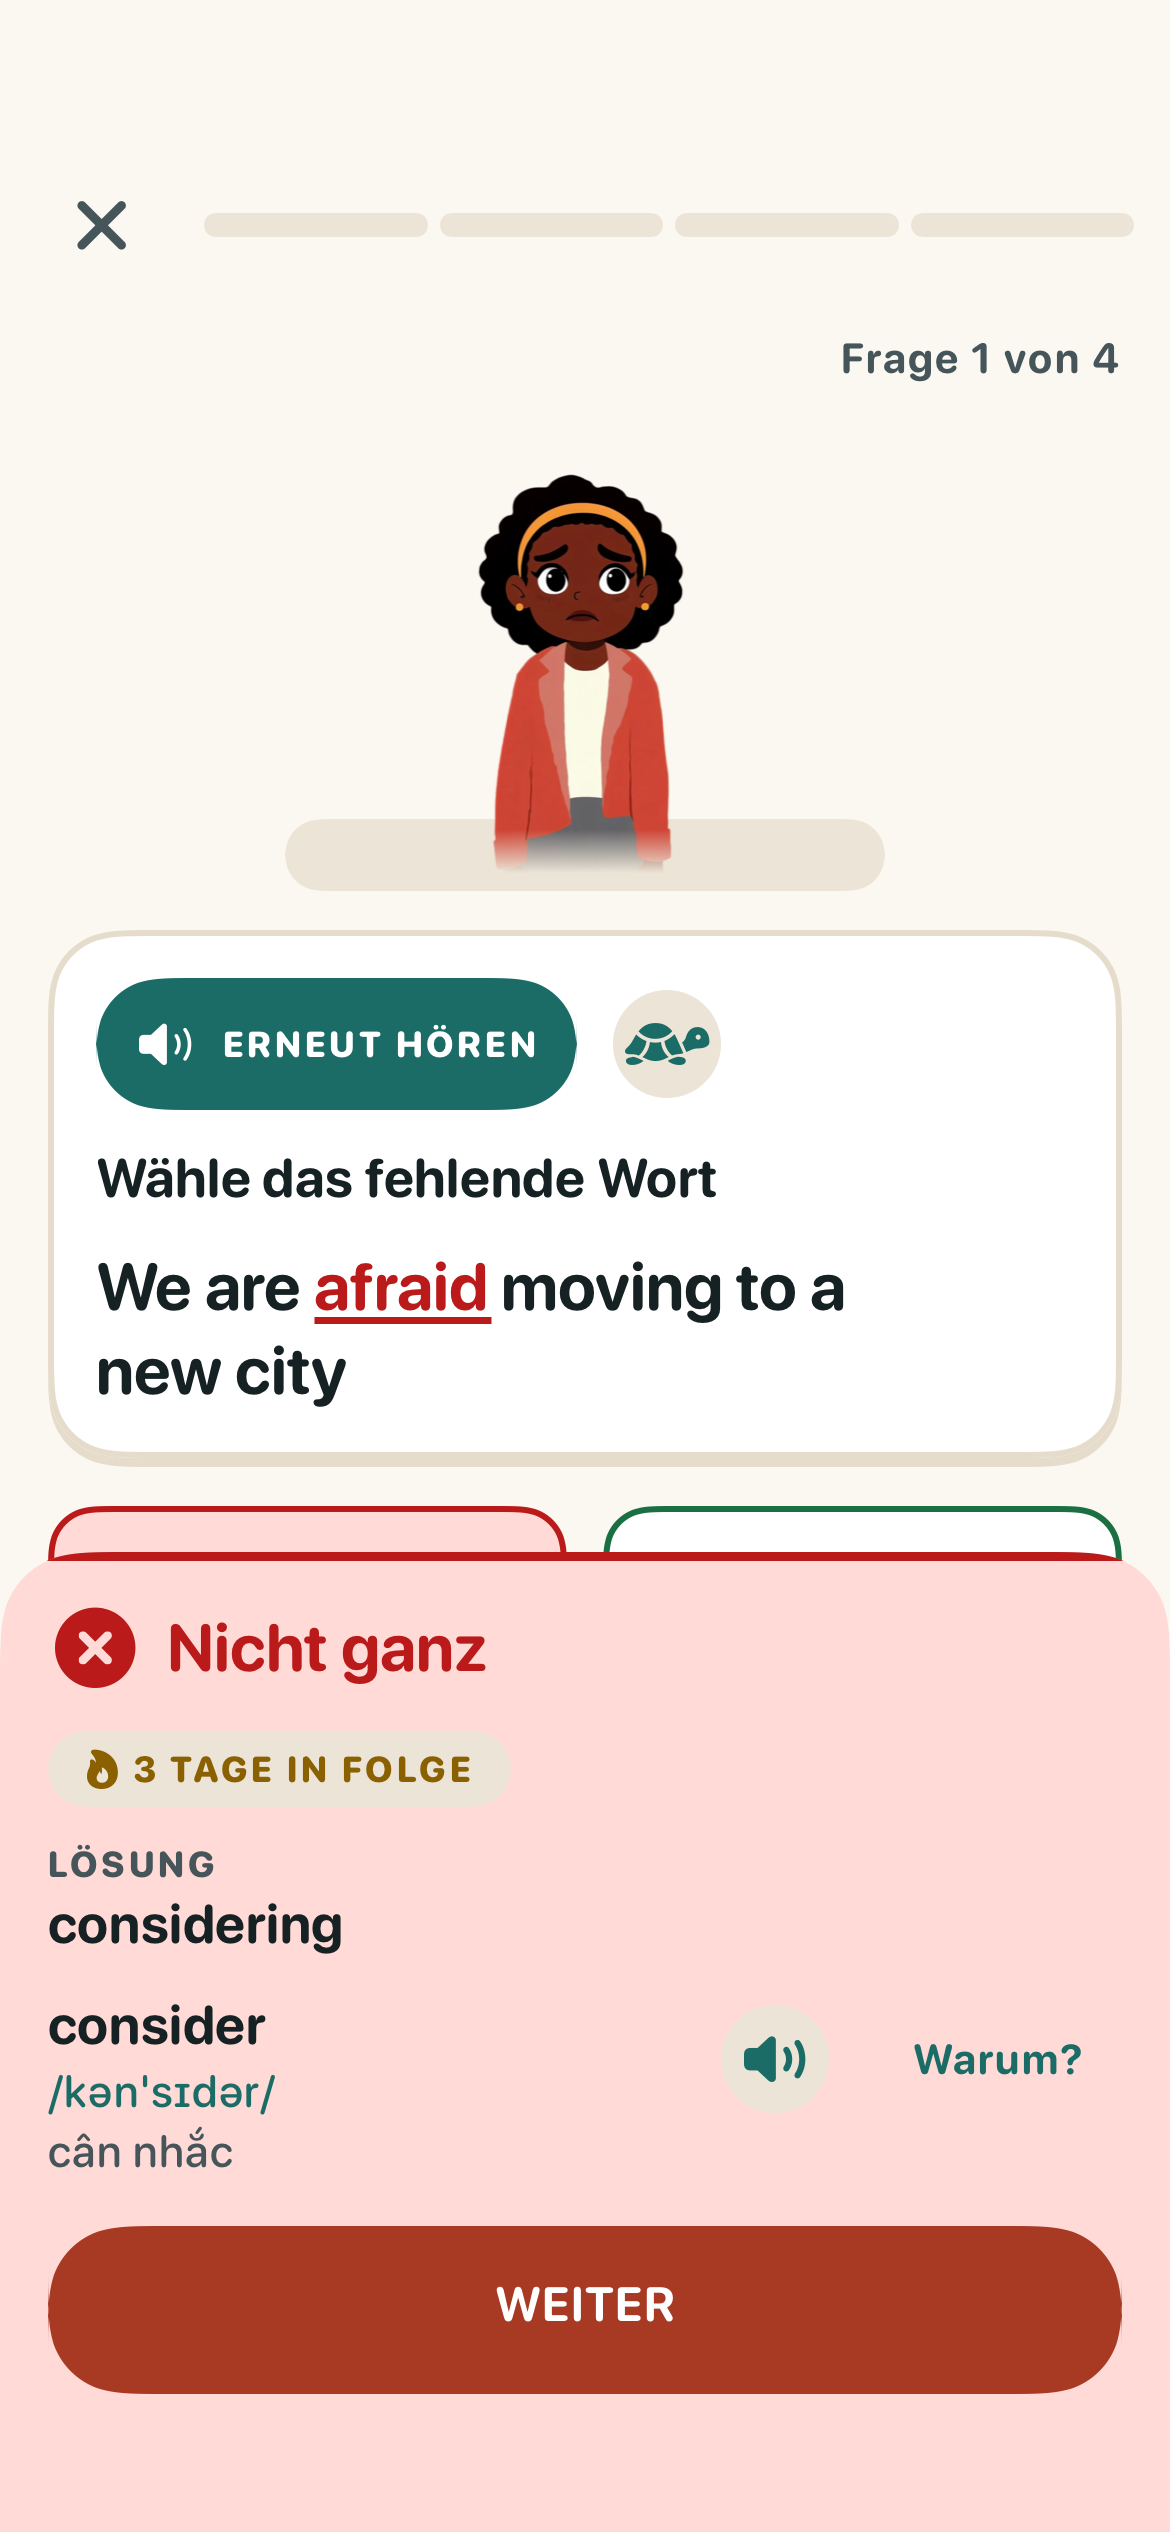 Frage 1 von 4
ERNEUT HÖREN
Wähle das fehlende Wort
We are afraid moving to a
new city
Nicht ganz
3 TAGE IN FOLGE
LÖSUNG
considering
consider
/kən'sɪdər/
Warum?
cân nhắc
WEITER